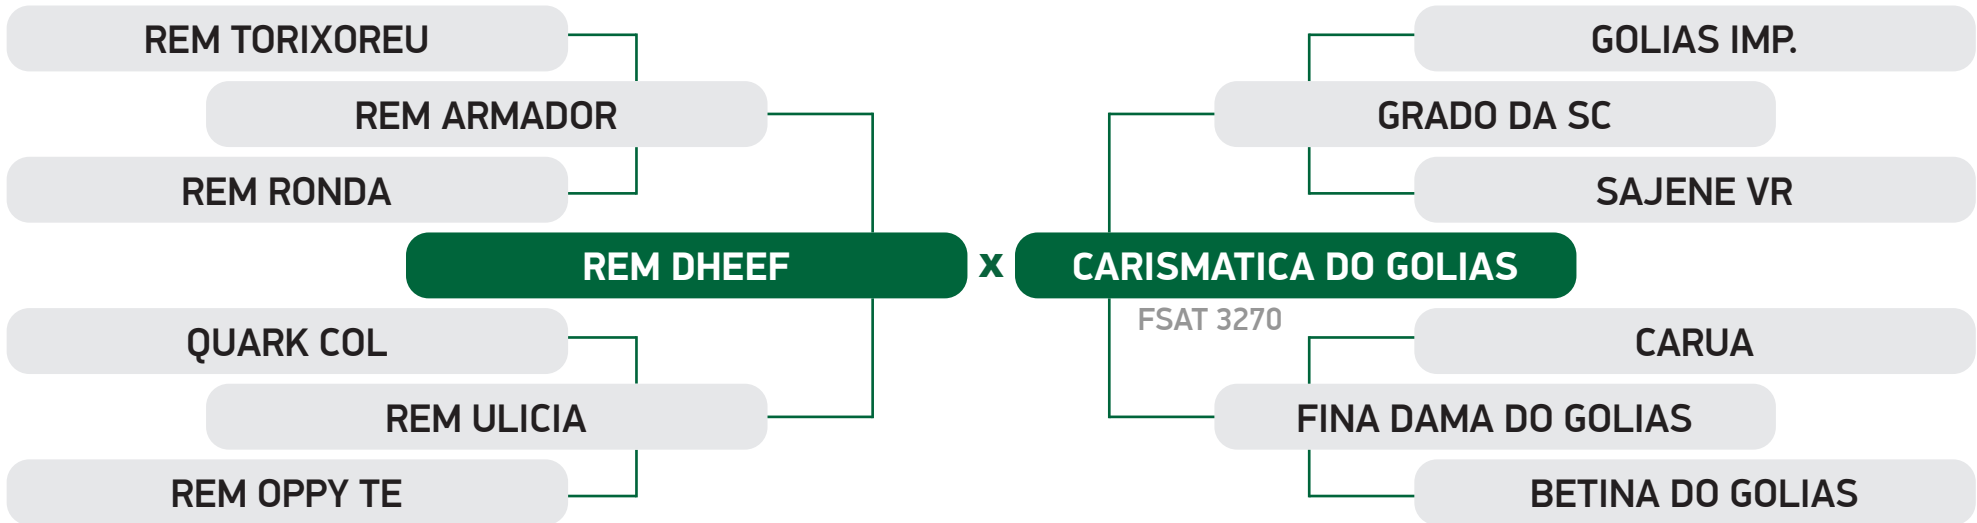 REM TORIXOREU
GOLIAS IMP.
REM ARMADOR
GRADO DA SC
REM RONDA
SAJENE VR
REM DHEEF x CARISMATICA DO GOLIAS
FSAT 3270
QUARK COL
CARUA
REM ULICIA
FINA DAMA DO GOLIAS
REM OPPY TE
BETINA DO GOLIAS